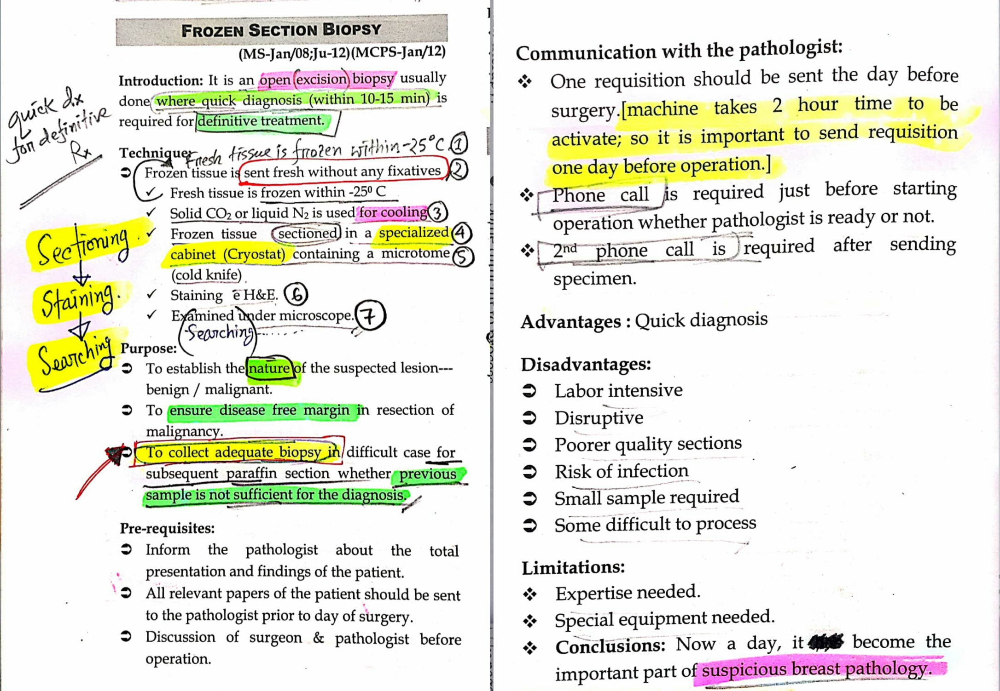 FROZEN SECTION BIOPSY
(MS-Jan/08;Ju-12)(MCPS-Jan/12)
Introduction: It is an open (excision) biopsy usually
done where quick diagnosis (within 10-15 min) is
required for definitive treatment.
quick dx
for definitive
Rx
Technique:
Fresh tissue is frozen within -25°C. 1
➲ Frozen tissue is sent fresh without any fixatives 2
✓ Fresh tissue is frozen within -25⁰ C
✓ Solid CO₂ or liquid N₂ is used for cooling 3
✓ Frozen tissue sectioned in a specialized 4
cabinet (Cryostat) containing a microtome 5
(cold knife)
✓ Staining ē H&E. 6
✓ Examined under microscope. 7
Searching
Sectioning
↓
Staining.
↓
Searching
Purpose:
➲ To establish the nature of the suspected lesion---
benign / malignant.
➲ To ensure disease free margin in resection of
malignancy.
➲ To collect adequate biopsy in difficult case for
subsequent paraffin section whether previous
sample is not sufficient for the diagnosis.
Pre-requisites:
➲ Inform the pathologist about the total
presentation and findings of the patient.
➲ All relevant papers of the patient should be sent
to the pathologist prior to day of surgery.
➲ Discussion of surgeon & pathologist before
operation.
Communication with the pathologist:
❖ One requisition should be sent the day before
surgery.[machine takes 2 hour time to be
activate; so it is important to send requisition
one day before operation.]
❖ Phone call is required just before starting
operation whether pathologist is ready or not.
❖ 2nd phone call is required after sending
specimen.
Advantages : Quick diagnosis
Disadvantages:
➲ Labor intensive
➲ Disruptive
➲ Poorer quality sections
➲ Risk of infection
➲ Small sample required
➲ Some difficult to process
Limitations:
❖ Expertise needed.
❖ Special equipment needed.
❖ Conclusions: Now a day, it become the
important part of suspicious breast pathology.